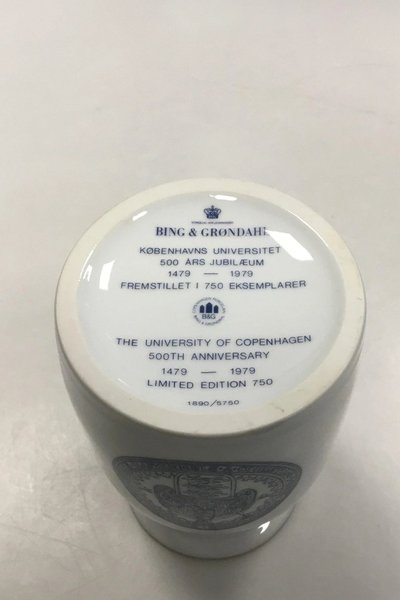 BING & GRØNDAHL
KØBENHAVNS UNIVERSITET
500 ÅRS JUBILÆUM
1479 — 1979
FREMSTILLET I 750 EKSEMPLARER
B&G
THE UNIVERSITY OF COPENHAGEN
500TH ANNIVERSARY
1479 — 1979
LIMITED EDITION 750
1890/5750